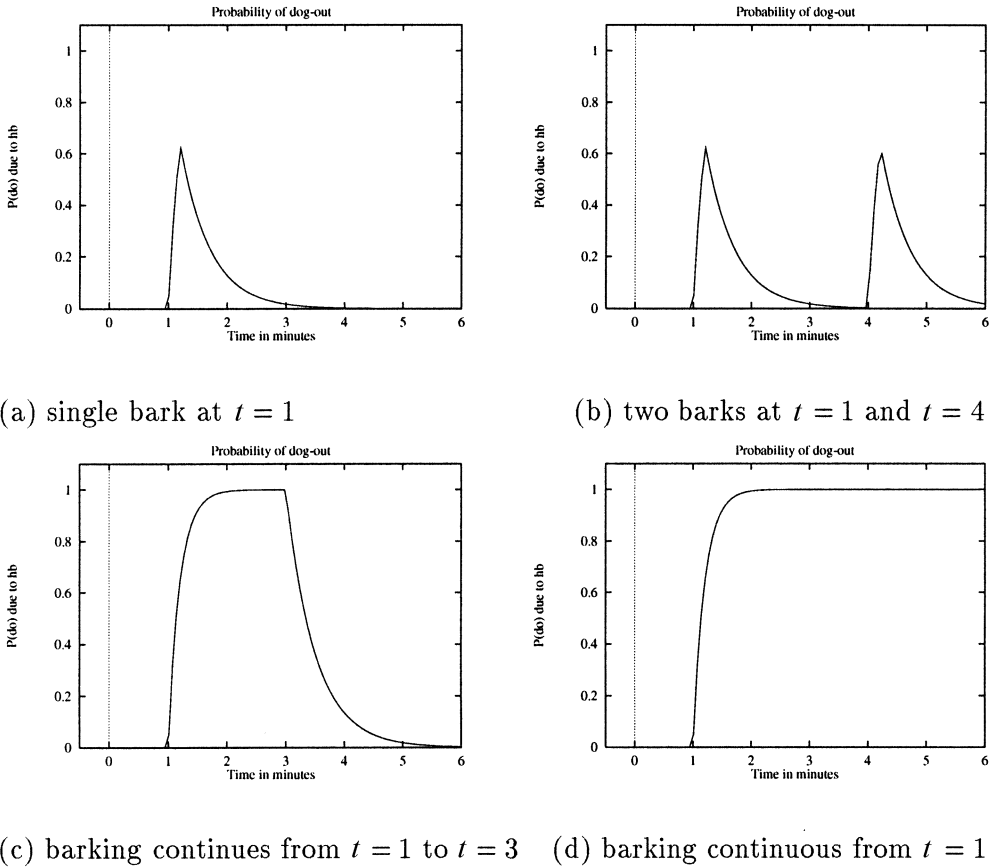 Probability of dog-out
P(do) due to hb
1
0.8
0.6
0.4
0.2
0
0 1 2 3 4 5 6
Time in minutes
(a) single bark at t = 1
Probability of dog-out
P(do) due to hb
1
0.8
0.6
0.4
0.2
0
0 1 2 3 4 5 6
Time in minutes
(b) two barks at t = 1 and t = 4
Probability of dog-out
P(do) due to hb
1
0.8
0.6
0.4
0.2
0
0 1 2 3 4 5 6
Time in minutes
(c) barking continues from t = 1 to t = 3
Probability of dog-out
P(do) due to hb
1
0.8
0.6
0.4
0.2
0
0 1 2 3 4 5 6
Time in minutes
(d) barking continuous from t = 1